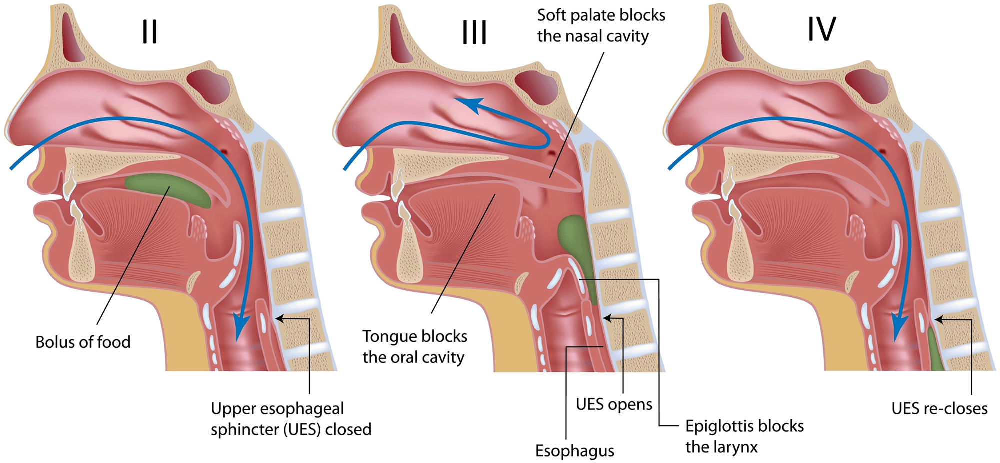 II
Bolus of food
Upper esophageal
sphincter (UES) closed
III
Soft palate blocks
the nasal cavity
Tongue blocks
the oral cavity
UES opens
Esophagus
Epiglottis blocks
the larynx
IV
UES re-closes